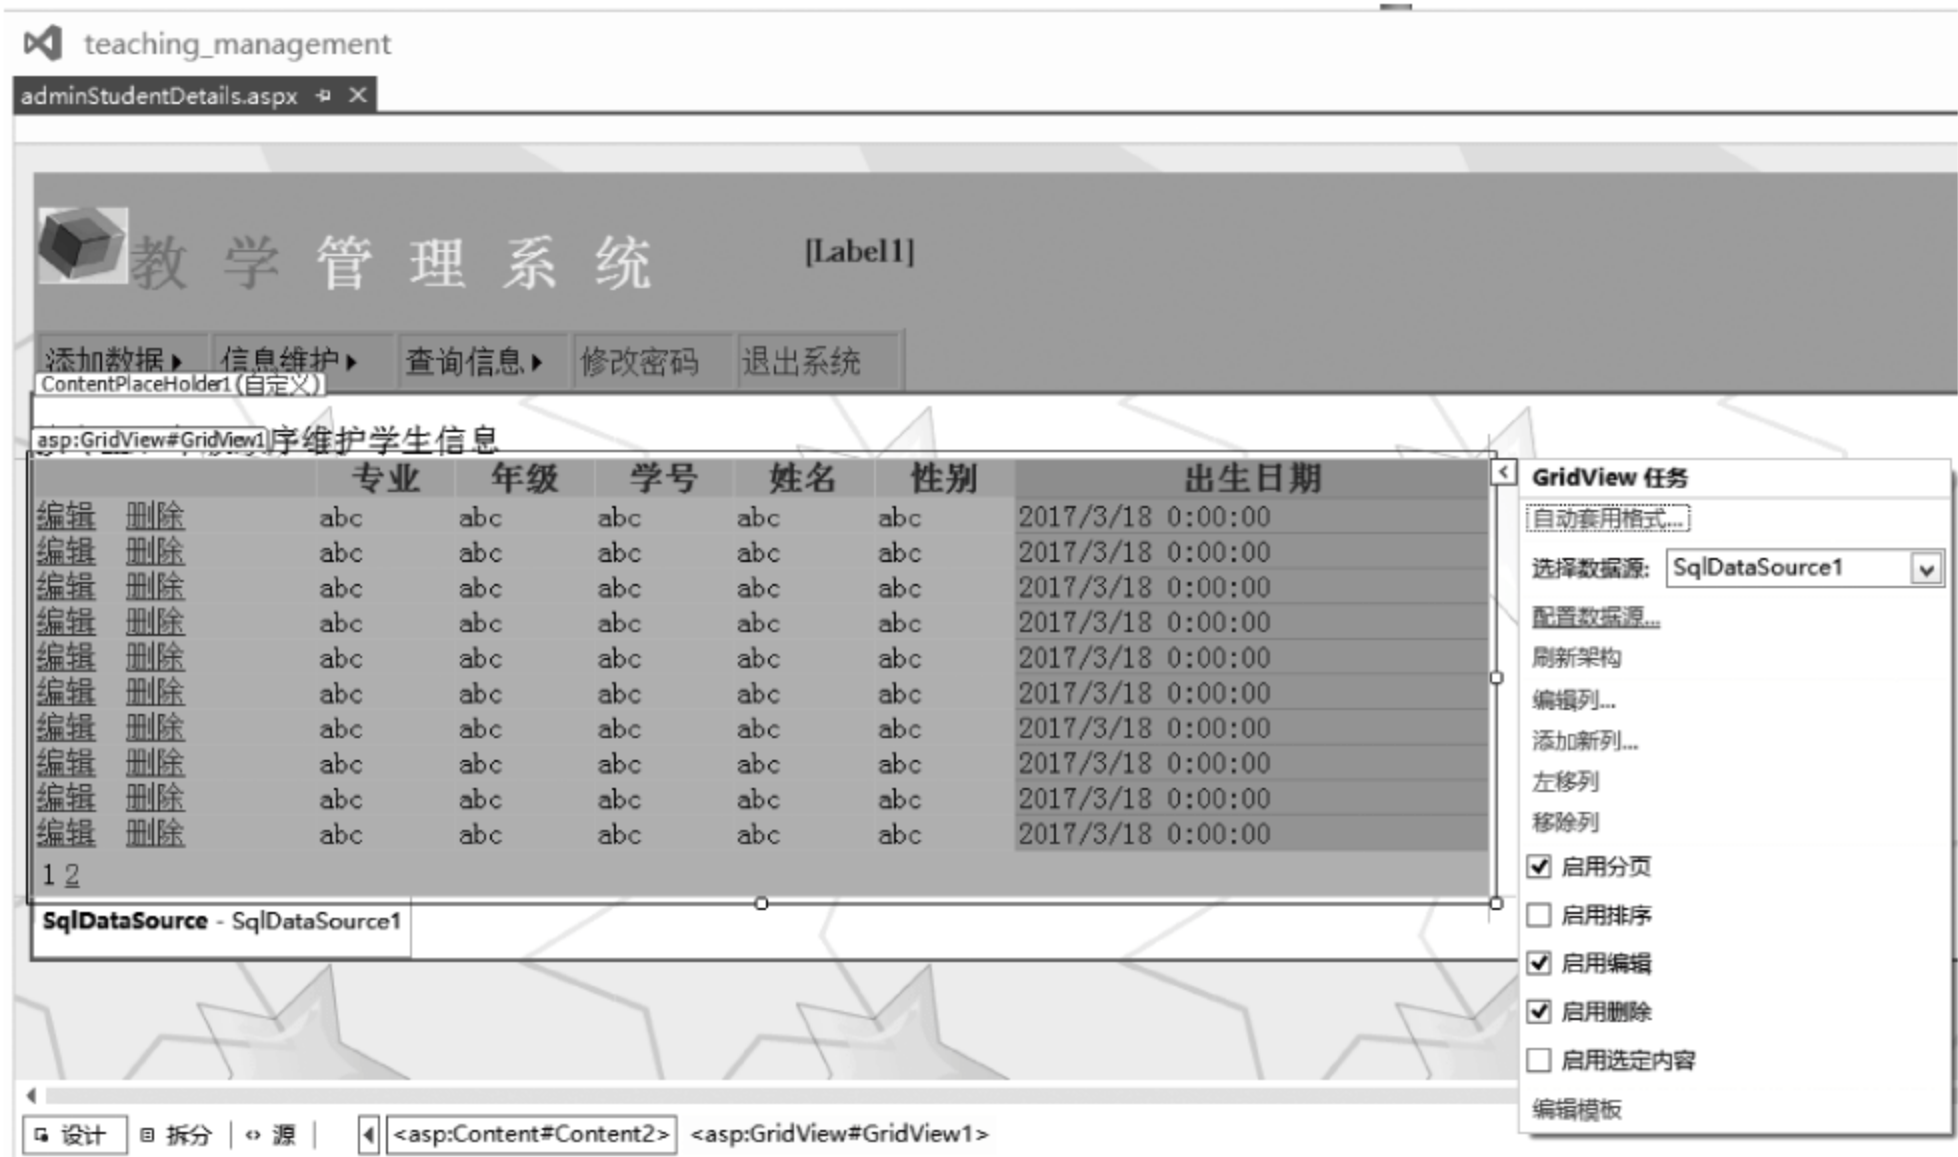 teaching_management
adminStudentDetails.aspx
教学管理系统
[Label1]
添加数据 信息维护 查询信息 修改密码 退出系统
ContentPlaceHolder1 (自定义)
asp:GridView#GridView1 序维护学生信息
专业 年级 学号 姓名 性别 出生日期
编辑 删除 abc abc abc abc abc 2017/3/18 0:00:00
编辑 删除 abc abc abc abc abc 2017/3/18 0:00:00
编辑 删除 abc abc abc abc abc 2017/3/18 0:00:00
编辑 删除 abc abc abc abc abc 2017/3/18 0:00:00
编辑 删除 abc abc abc abc abc 2017/3/18 0:00:00
编辑 删除 abc abc abc abc abc 2017/3/18 0:00:00
编辑 删除 abc abc abc abc abc 2017/3/18 0:00:00
编辑 删除 abc abc abc abc abc 2017/3/18 0:00:00
编辑 删除 abc abc abc abc abc 2017/3/18 0:00:00
编辑 删除 abc abc abc abc abc 2017/3/18 0:00:00
1 2
SqlDataSource - SqlDataSource1
GridView 任务
自动套用格式...
选择数据源: SqlDataSource1
配置数据源...
刷新架构
编辑列...
添加新列...
左移列
移除列
启用分页
启用排序
启用编辑
启用删除
启用选定内容
编辑模板
设计 拆分 源 <asp:Content#Content2> <asp:GridView#GridView1>